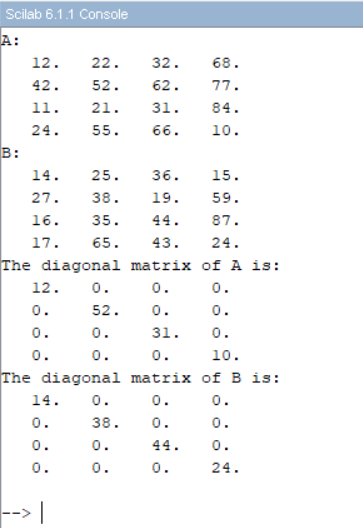 Scilab 6.1.1 Console
A:
12. 22. 32. 68.
42. 52. 62. 77.
11. 21. 31. 84.
24. 55. 66. 10.
B:
14. 25. 36. 15.
27. 38. 19. 59.
16. 35. 44. 87.
17. 65. 43. 24.
The diagonal matrix of A is:
12. 0. 0. 0.
0. 52. 0. 0.
0. 0. 31. 0.
0. 0. 0. 10.
The diagonal matrix of B is:
14. 0. 0. 0.
0. 38. 0. 0.
0. 0. 44. 0.
0. 0. 0. 24.
-->